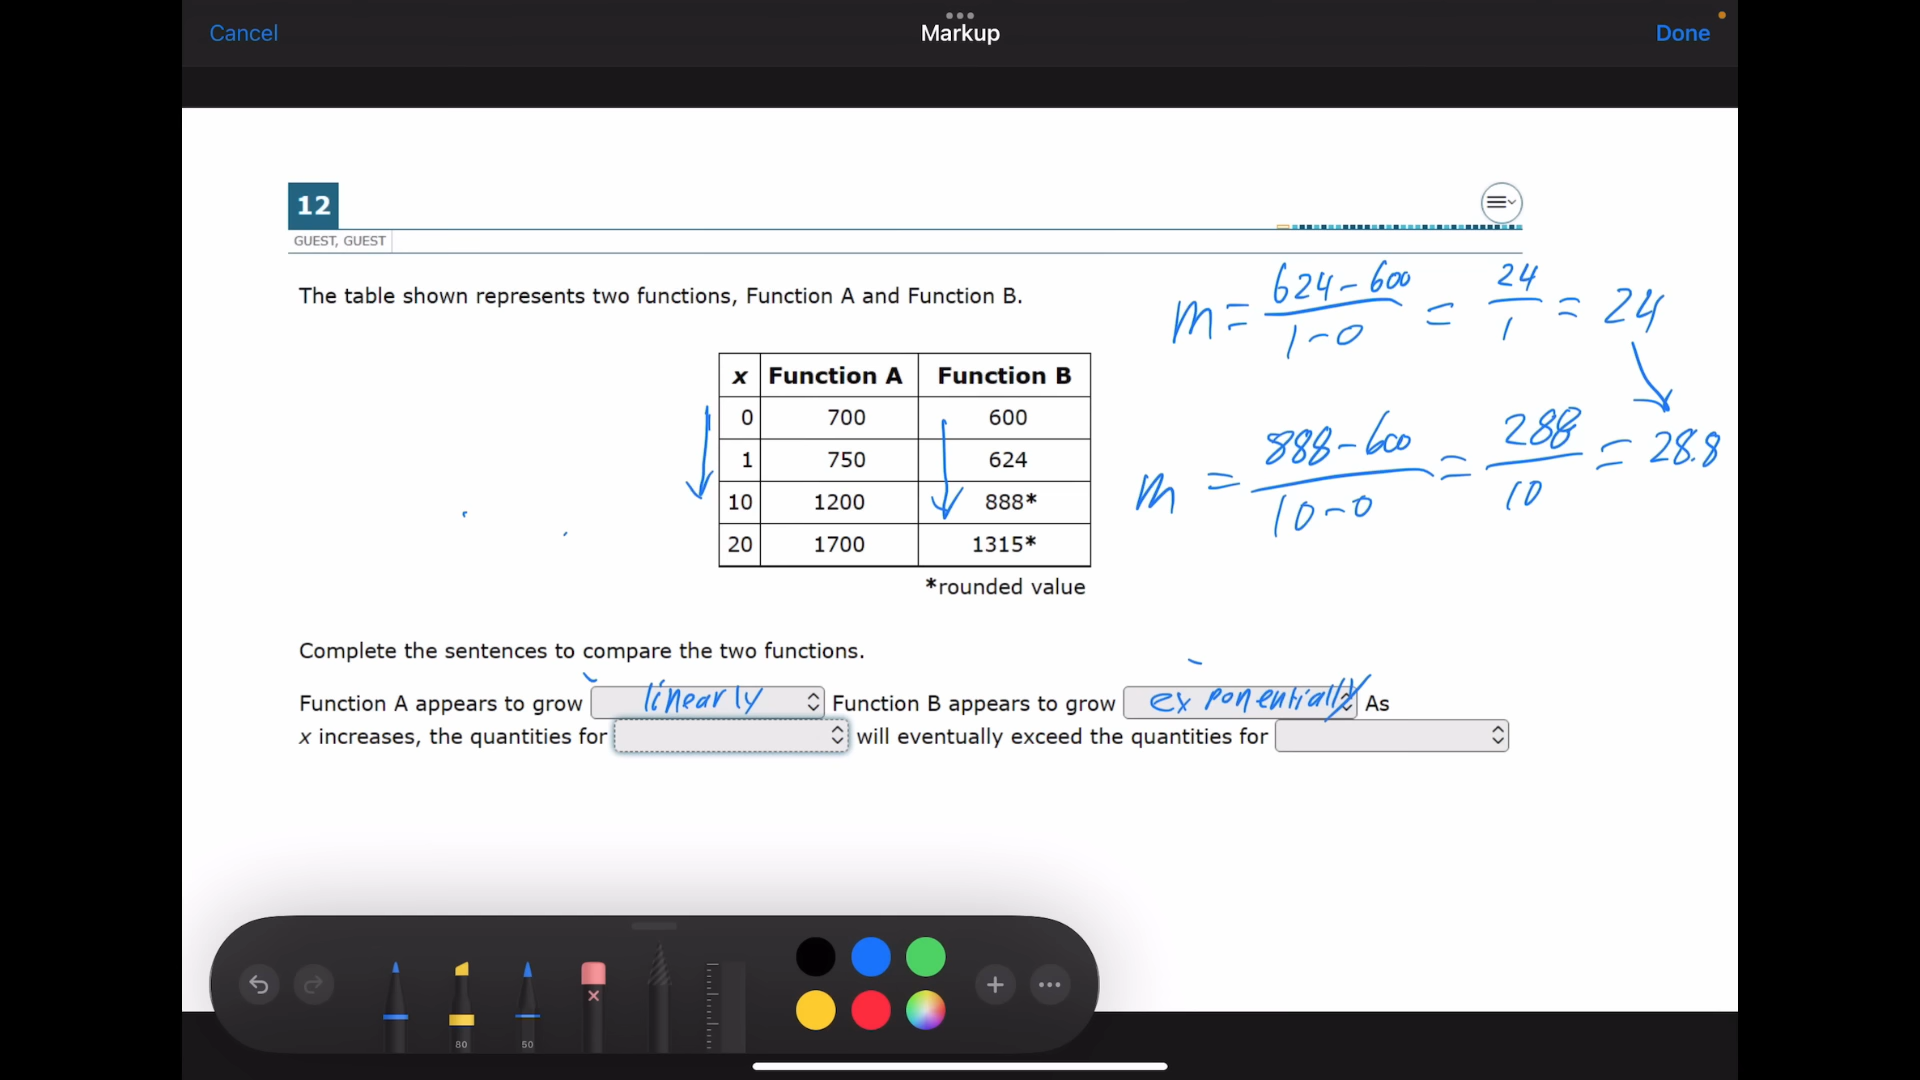 Cancel
Markup
Done
12
GUEST, GUEST
The table shown represents two functions, Function A and Function B.
x Function A Function B
0 700 600
1 750 624
10 1200 888*
20 1700 1315*
*rounded value
m = 624-600 / 1-0 = 24 / 1 = 24
m = 888-600 / 10-0 = 288 / 10 = 28.8
Complete the sentences to compare the two functions.
Function A appears to grow linearly Function B appears to grow exponentially As
x increases, the quantities for will eventually exceed the quantities for
80
50